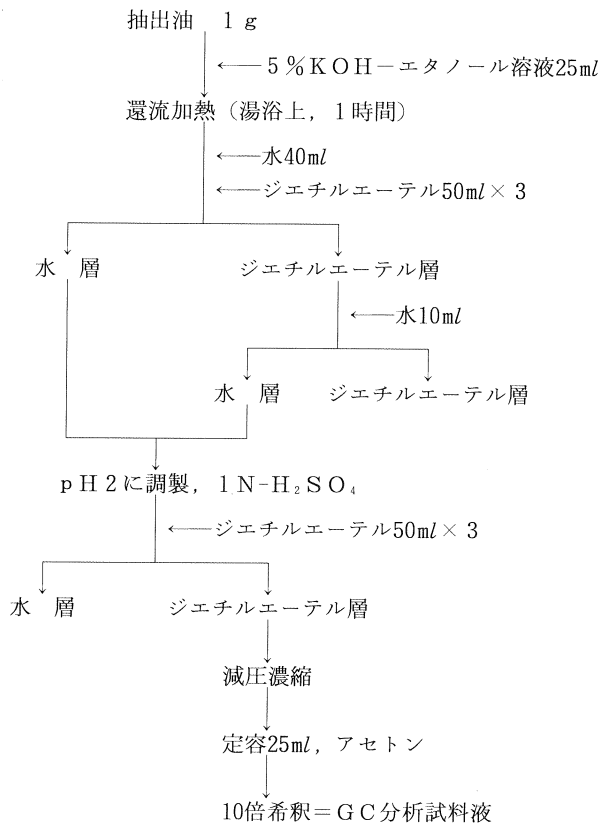 抽出油 1g
5%KOH－エタノール溶液25ml
還流加熱（湯浴上，1時間）
水40ml
ジエチルエーテル50ml×3
水 層 ジエチルエーテル層
水10ml
水 層 ジエチルエーテル層
pH2に調製，1N-H₂SO₄
ジエチルエーテル50ml×3
水 層 ジエチルエーテル層
減圧濃縮
定容25ml，アセトン
10倍希釈＝GC分析試料液